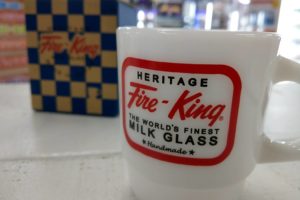 Fire-King
HERITAGE
Fire-King®
THE WORLD'S FINEST
MILK GLASS
★ Handmade ★